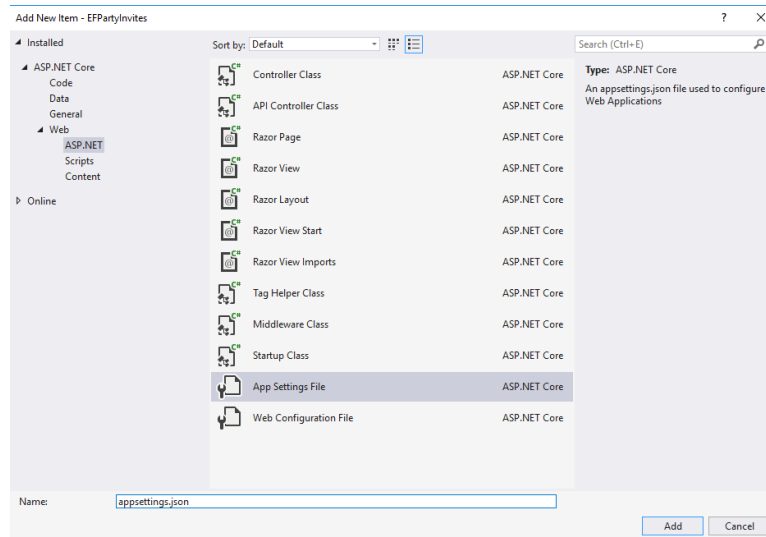 Add New Item - EFPartyInvites
? X
Installed
Sort by: Default
Search (Ctrl+E)
ASP.NET Core
Code
Data
General
Web
ASP.NET
Scripts
Content
Online
C# Controller Class ASP.NET Core
C# API Controller Class ASP.NET Core
C# @ Razor Page ASP.NET Core
C# @ Razor View ASP.NET Core
C# @ Razor Layout ASP.NET Core
C# @ Razor View Start ASP.NET Core
C# @ Razor View Imports ASP.NET Core
C# Tag Helper Class ASP.NET Core
C# Middleware Class ASP.NET Core
C# Startup Class ASP.NET Core
App Settings File ASP.NET Core
Web Configuration File ASP.NET Core
Type: ASP.NET Core
An appsettings.json file used to configure
Web Applications
Name: appsettings.json
Add Cancel